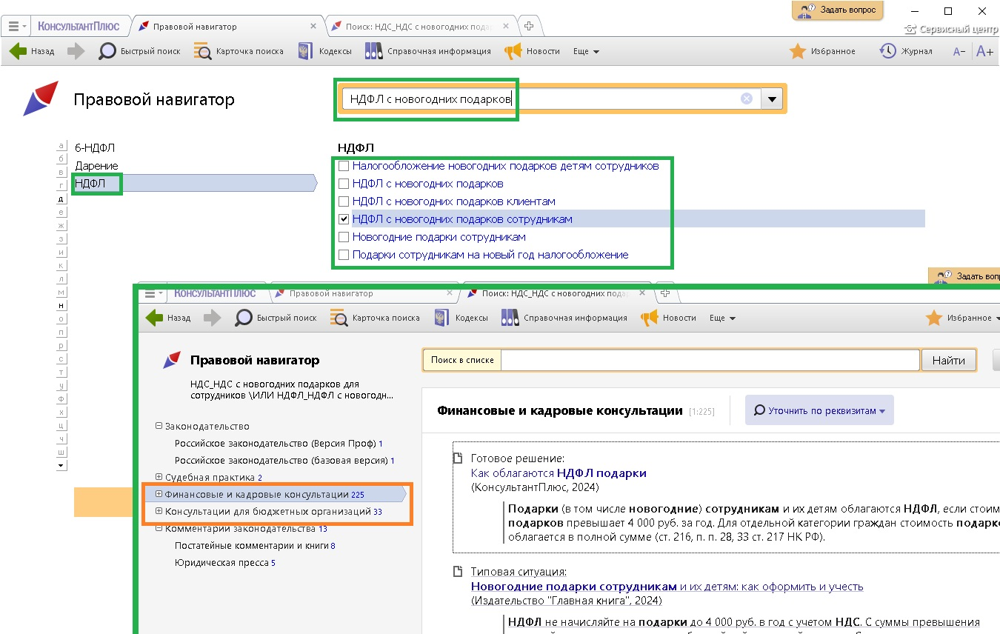 Задать вопрос
КонсультантПлюс
Правовой навигатор
Поиск: НДС_НДС с новогодних пода
Сервисный центр
Назад
Быстрый поиск
Карточка поиска
Кодексы
Справочная информация
Новости
Еще
Избранное
Журнал
А–
А+
Правовой навигатор
НДФЛ с новогодних подарков
а
б
в
г
д
е
ж
з
и
к
л
м
н
о
п
р
с
т
у
ф
х
ц
ч
ш
6-НДФЛ
Дарение
НДФЛ
НДФЛ
Налогообложение новогодних подарков детям сотрудников
НДФЛ с новогодних подарков
НДФЛ с новогодних подарков клиентам
НДФЛ с новогодних подарков сотрудникам
Новогодние подарки сотрудникам
Подарки сотрудникам на новый год налогообложение
Задать вопр
КонсультантПлюс
Правовой навигатор
Поиск: НДС_НДС с новогодних пода
Назад
Быстрый поиск
Карточка поиска
Кодексы
Справочная информация
Новости
Еще
Избранное
Правовой навигатор
НДС_НДС с новогодних подарков для
сотрудников \ИЛИ НДФЛ_НДФЛ с новогодн...
Законодательство
Российское законодательство (Версия Проф) 1
Российское законодательство (базовая версия) 1
Судебная практика 2
Финансовые и кадровые консультации 225
Консультации для бюджетных организаций 33
Комментарии законодательства 13
Постатейные комментарии и книги 8
Юридическая пресса 5
Поиск в списке
Найти
Финансовые и кадровые консультации [1:225]
Уточнить по реквизитам
Готовое решение:
Как облагаются НДФЛ подарки
(КонсультантПлюс, 2024)
Подарки (в том числе новогодние) сотрудникам и их детям облагаются НДФЛ, если стоим
подарков превышает 4 000 руб. за год. Для отдельной категории граждан стоимость подарк
облагается в полной сумме (ст. 216, п. п. 28, 33 ст. 217 НК РФ).
Типовая ситуация:
Новогодние подарки сотрудникам и их детям: как оформить и учесть
(Издательство "Главная книга", 2024)
НДФЛ не начисляйте на подарки до 4 000 руб. в год с учетом НДС. С суммы превышения